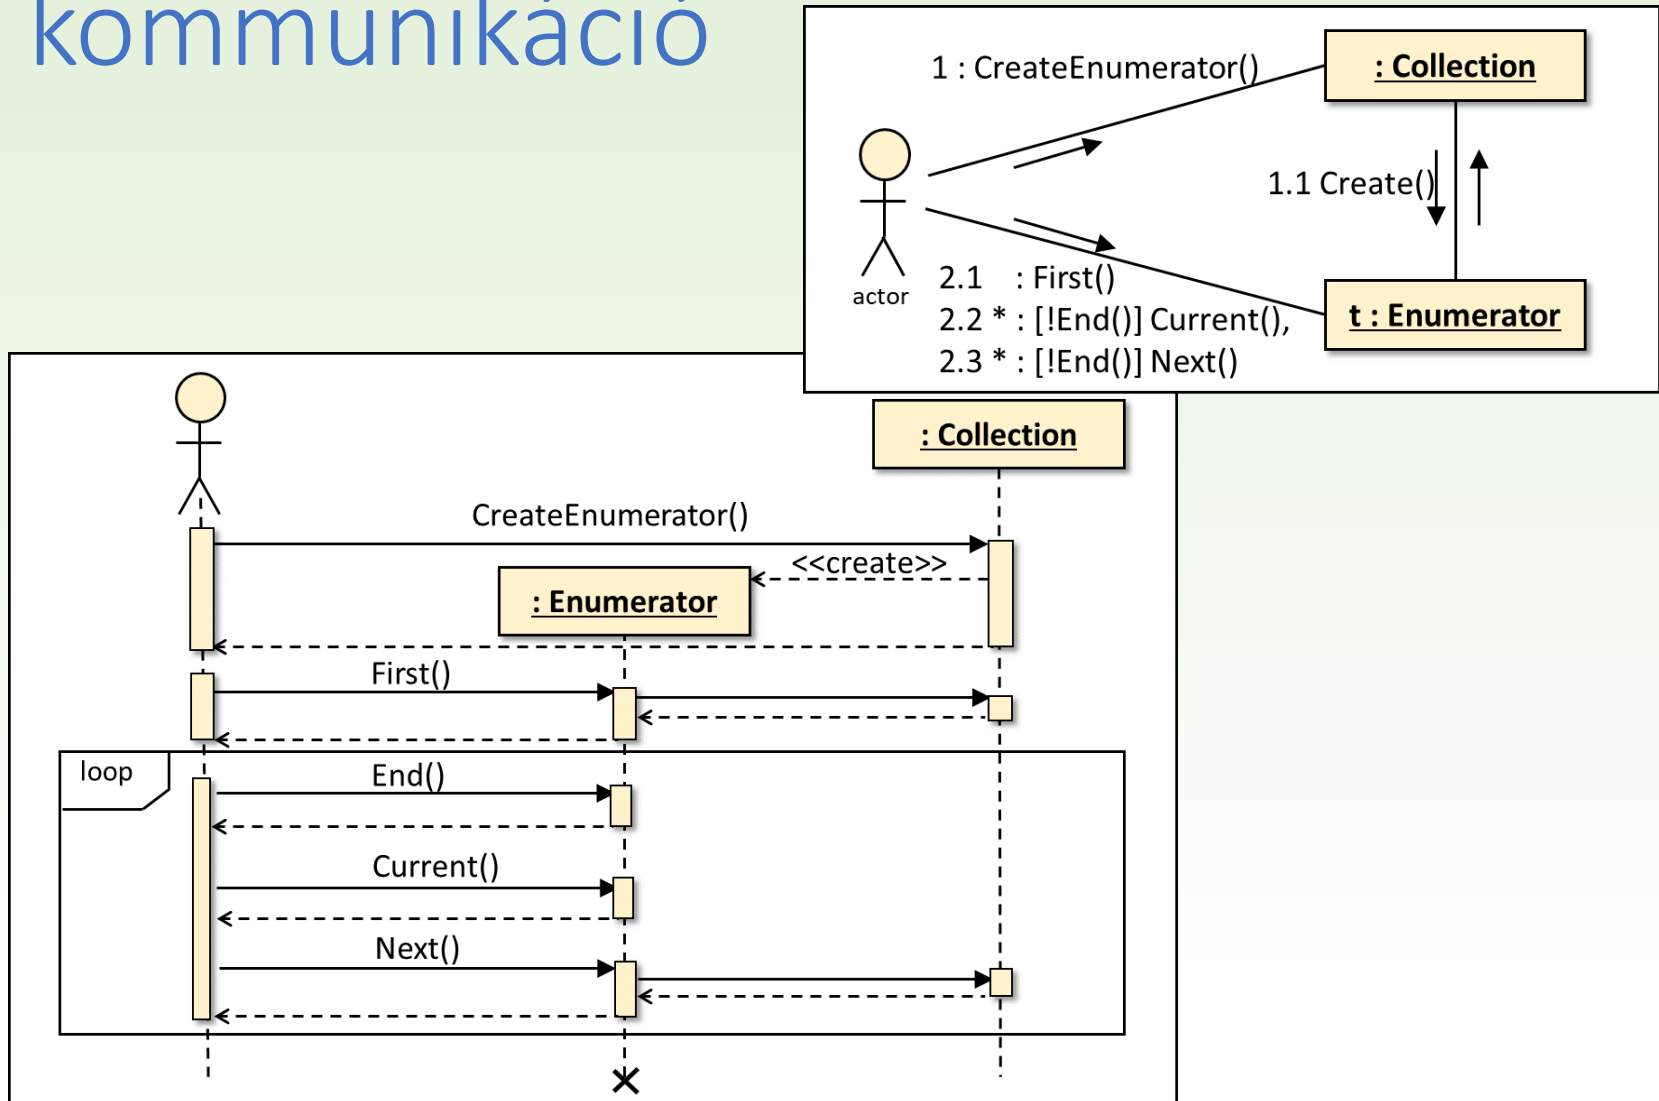 kommunikáció
1 : CreateEnumerator()
: Collection
1.1 Create()
actor
2.1 : First()
2.2 * : [!End()] Current(),
2.3 * : [!End()] Next()
t : Enumerator
: Collection
CreateEnumerator()
<<create>>
: Enumerator
First()
loop
End()
Current()
Next()